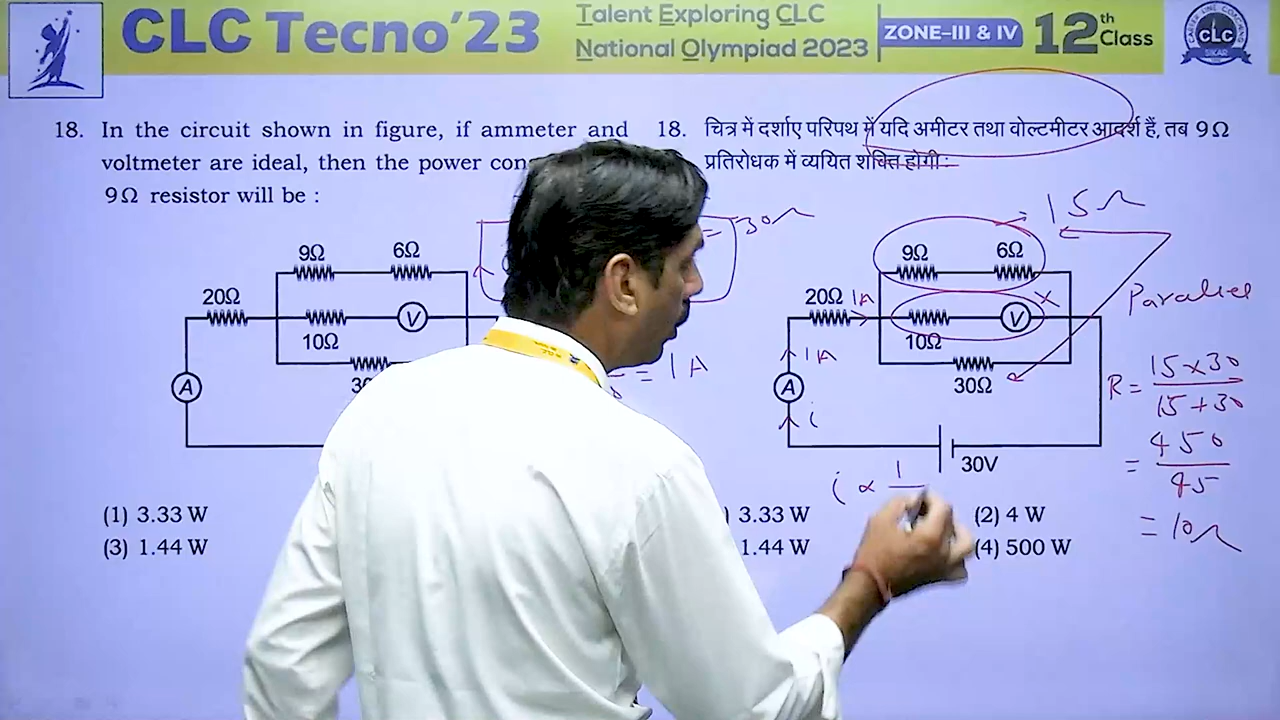 CLC Tecno'23
Talent Exploring CLC
National Olympiad 2023
ZONE–III & IV
12th Class
CLC
SIKAR
18. In the circuit shown in figure, if ammeter and
voltmeter are ideal, then the power
9Ω resistor will be :
18. चित्र में दर्शाए परिपथ में यदि अमीटर तथा वोल्टमीटर आदर्श हैं, तब 9Ω
प्रतिरोधक में व्ययित शक्ति होगी :
= 30Ω
15Ω
9Ω 6Ω
20Ω
10Ω
V
A
= 1A
9Ω 6Ω
20Ω 1A
10Ω
V
X
30Ω
1A
A
i
30V
Parallel
R = 15×30
15+30
= 450
45
= 10Ω
i ∝ 1
(1) 3.33 W
(3) 1.44 W
3.33 W (2) 4 W
1.44 W (4) 500 W